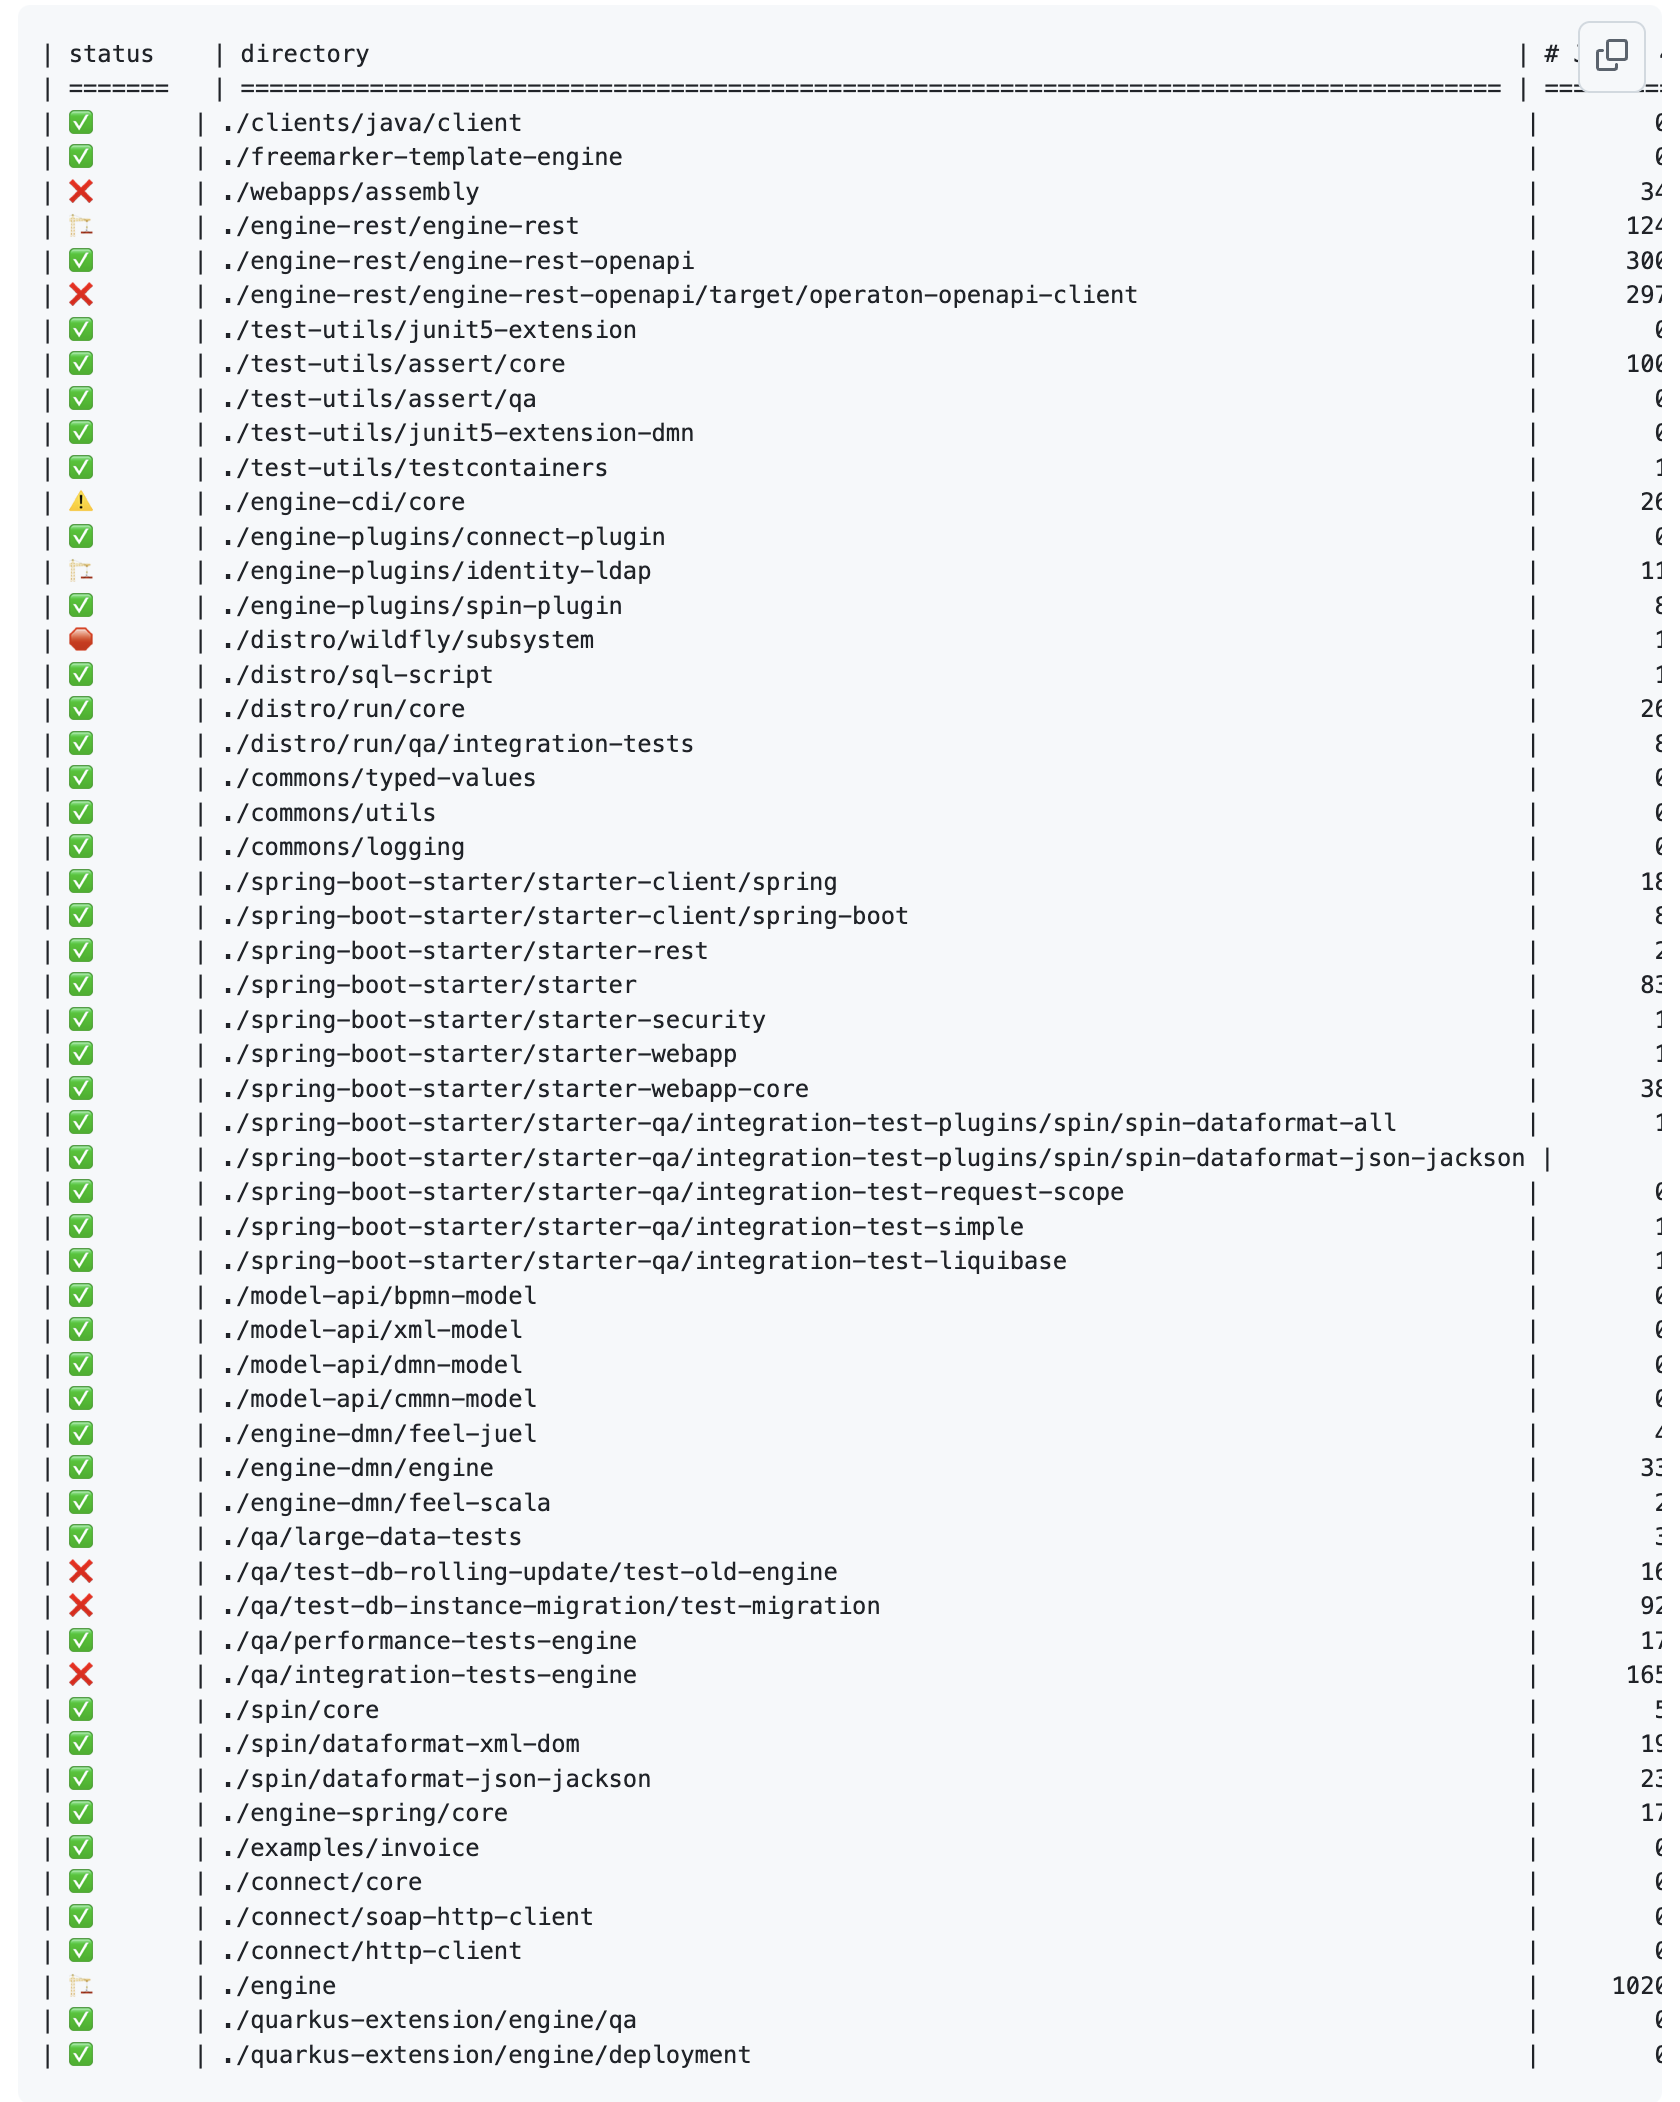 | status | directory | #
| ======= | ======================================================================================== | ==
| ✅ | ./clients/java/client | 0
| ✅ | ./freemarker-template-engine | 0
| ❌ | ./webapps/assembly | 34
| 🏗️ | ./engine-rest/engine-rest | 124
| ✅ | ./engine-rest/engine-rest-openapi | 300
| ❌ | ./engine-rest/engine-rest-openapi/target/operaton-openapi-client | 297
| ✅ | ./test-utils/junit5-extension | 0
| ✅ | ./test-utils/assert/core | 100
| ✅ | ./test-utils/assert/qa | 0
| ✅ | ./test-utils/junit5-extension-dmn | 0
| ✅ | ./test-utils/testcontainers | 1
| ⚠️ | ./engine-cdi/core | 26
| ✅ | ./engine-plugins/connect-plugin | 0
| 🏗️ | ./engine-plugins/identity-ldap | 11
| ✅ | ./engine-plugins/spin-plugin | 8
| 🛑 | ./distro/wildfly/subsystem | 1
| ✅ | ./distro/sql-script | 1
| ✅ | ./distro/run/core | 26
| ✅ | ./distro/run/qa/integration-tests | 8
| ✅ | ./commons/typed-values | 0
| ✅ | ./commons/utils | 0
| ✅ | ./commons/logging | 0
| ✅ | ./spring-boot-starter/starter-client/spring | 18
| ✅ | ./spring-boot-starter/starter-client/spring-boot | 8
| ✅ | ./spring-boot-starter/starter-rest | 2
| ✅ | ./spring-boot-starter/starter | 83
| ✅ | ./spring-boot-starter/starter-security | 1
| ✅ | ./spring-boot-starter/starter-webapp | 1
| ✅ | ./spring-boot-starter/starter-webapp-core | 38
| ✅ | ./spring-boot-starter/starter-qa/integration-test-plugins/spin/spin-dataformat-all | 1
| ✅ | ./spring-boot-starter/starter-qa/integration-test-plugins/spin/spin-dataformat-json-jackson |
| ✅ | ./spring-boot-starter/starter-qa/integration-test-request-scope | 0
| ✅ | ./spring-boot-starter/starter-qa/integration-test-simple | 1
| ✅ | ./spring-boot-starter/starter-qa/integration-test-liquibase | 1
| ✅ | ./model-api/bpmn-model | 0
| ✅ | ./model-api/xml-model | 0
| ✅ | ./model-api/dmn-model | 0
| ✅ | ./model-api/cmmn-model | 0
| ✅ | ./engine-dmn/feel-juel | 4
| ✅ | ./engine-dmn/engine | 33
| ✅ | ./engine-dmn/feel-scala | 2
| ✅ | ./qa/large-data-tests | 3
| ❌ | ./qa/test-db-rolling-update/test-old-engine | 16
| ❌ | ./qa/test-db-instance-migration/test-migration | 92
| ✅ | ./qa/performance-tests-engine | 17
| ❌ | ./qa/integration-tests-engine | 165
| ✅ | ./spin/core | 5
| ✅ | ./spin/dataformat-xml-dom | 19
| ✅ | ./spin/dataformat-json-jackson | 23
| ✅ | ./engine-spring/core | 17
| ✅ | ./examples/invoice | 0
| ✅ | ./connect/core | 0
| ✅ | ./connect/soap-http-client | 0
| ✅ | ./connect/http-client | 0
| 🏗️ | ./engine | 1020
| ✅ | ./quarkus-extension/engine/qa | 0
| ✅ | ./quarkus-extension/engine/deployment | 0